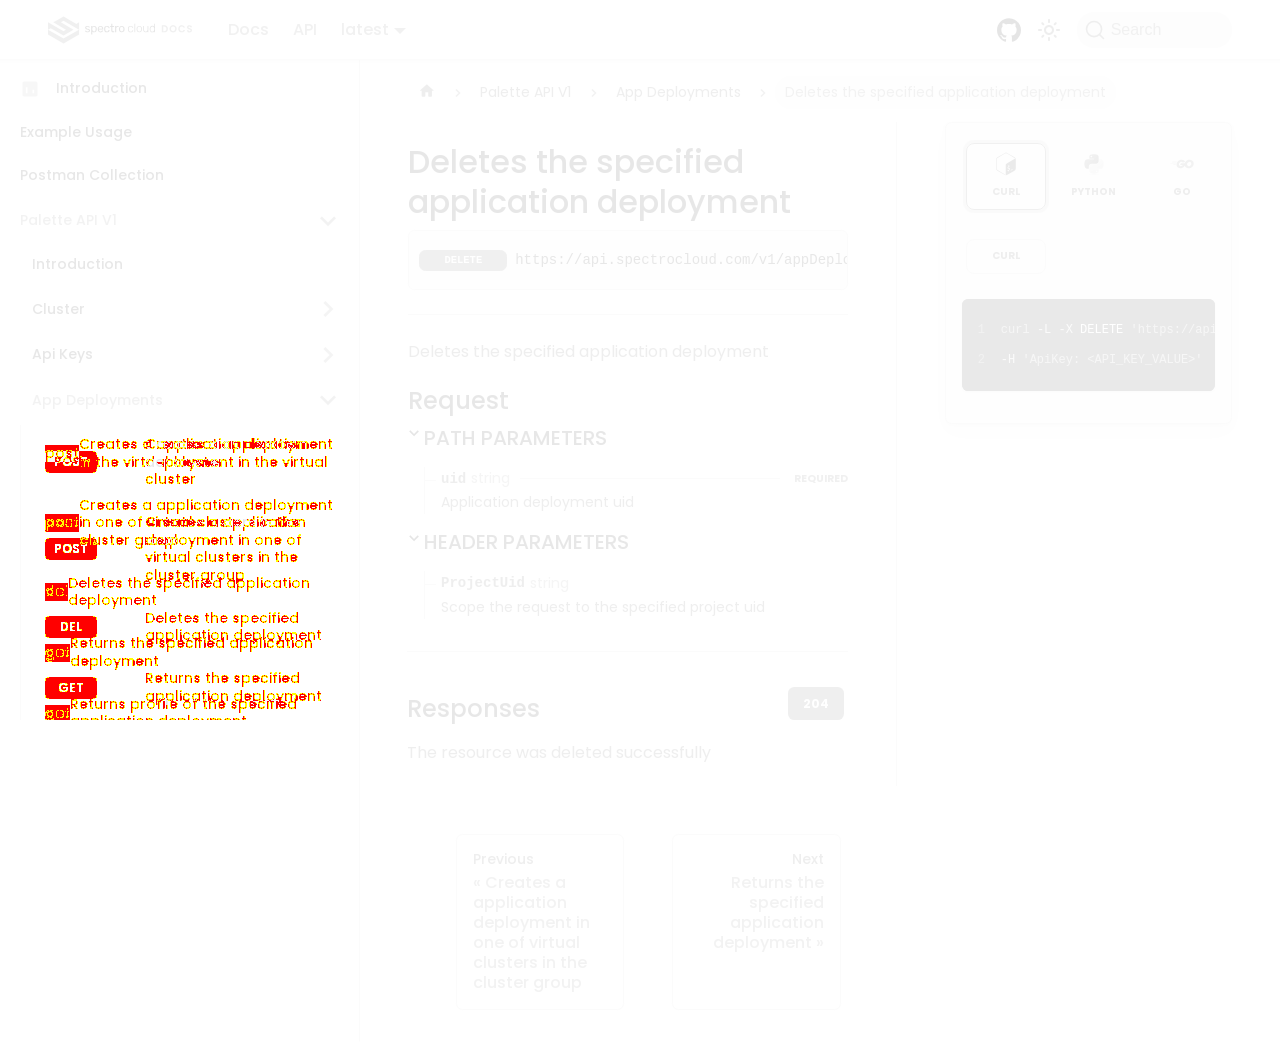 spectro cloud DOCS
Docs
API
latest
Search
Introduction
Example Usage
Postman Collection
Palette API V1
Introduction
Cluster
Api Keys
App Deployments
POST
cluster
Creates a application deployment
POST
virtual clusters in the
cluster group
Deletes the specified application
deployment
DEL
Deletes the specified
application deployment
Returns the specified application
deployment
GET
Returns the specified
application deployment
Returns profile of the specified
Palette API V1
App Deployments
Deletes the specified application deployment
Deletes the specified
application deployment
DELETE
https://api.spectrocloud.com/v1/appDeplo
Deletes the specified application deployment
Request
PATH PARAMETERS
uid string
REQUIRED
Application deployment uid
HEADER PARAMETERS
ProjectUid string
Scope the request to the specified project uid
Responses
204
The resource was deleted successfully
Previous
« Creates a
application
deployment in
one of virtual
clusters in the
cluster group
Next
Returns the
specified
application
deployment »
CURL
PYTHON
GO
CURL
1 curl -L -X DELETE 'https://api
2 -H 'ApiKey: <API_KEY_VALUE>'